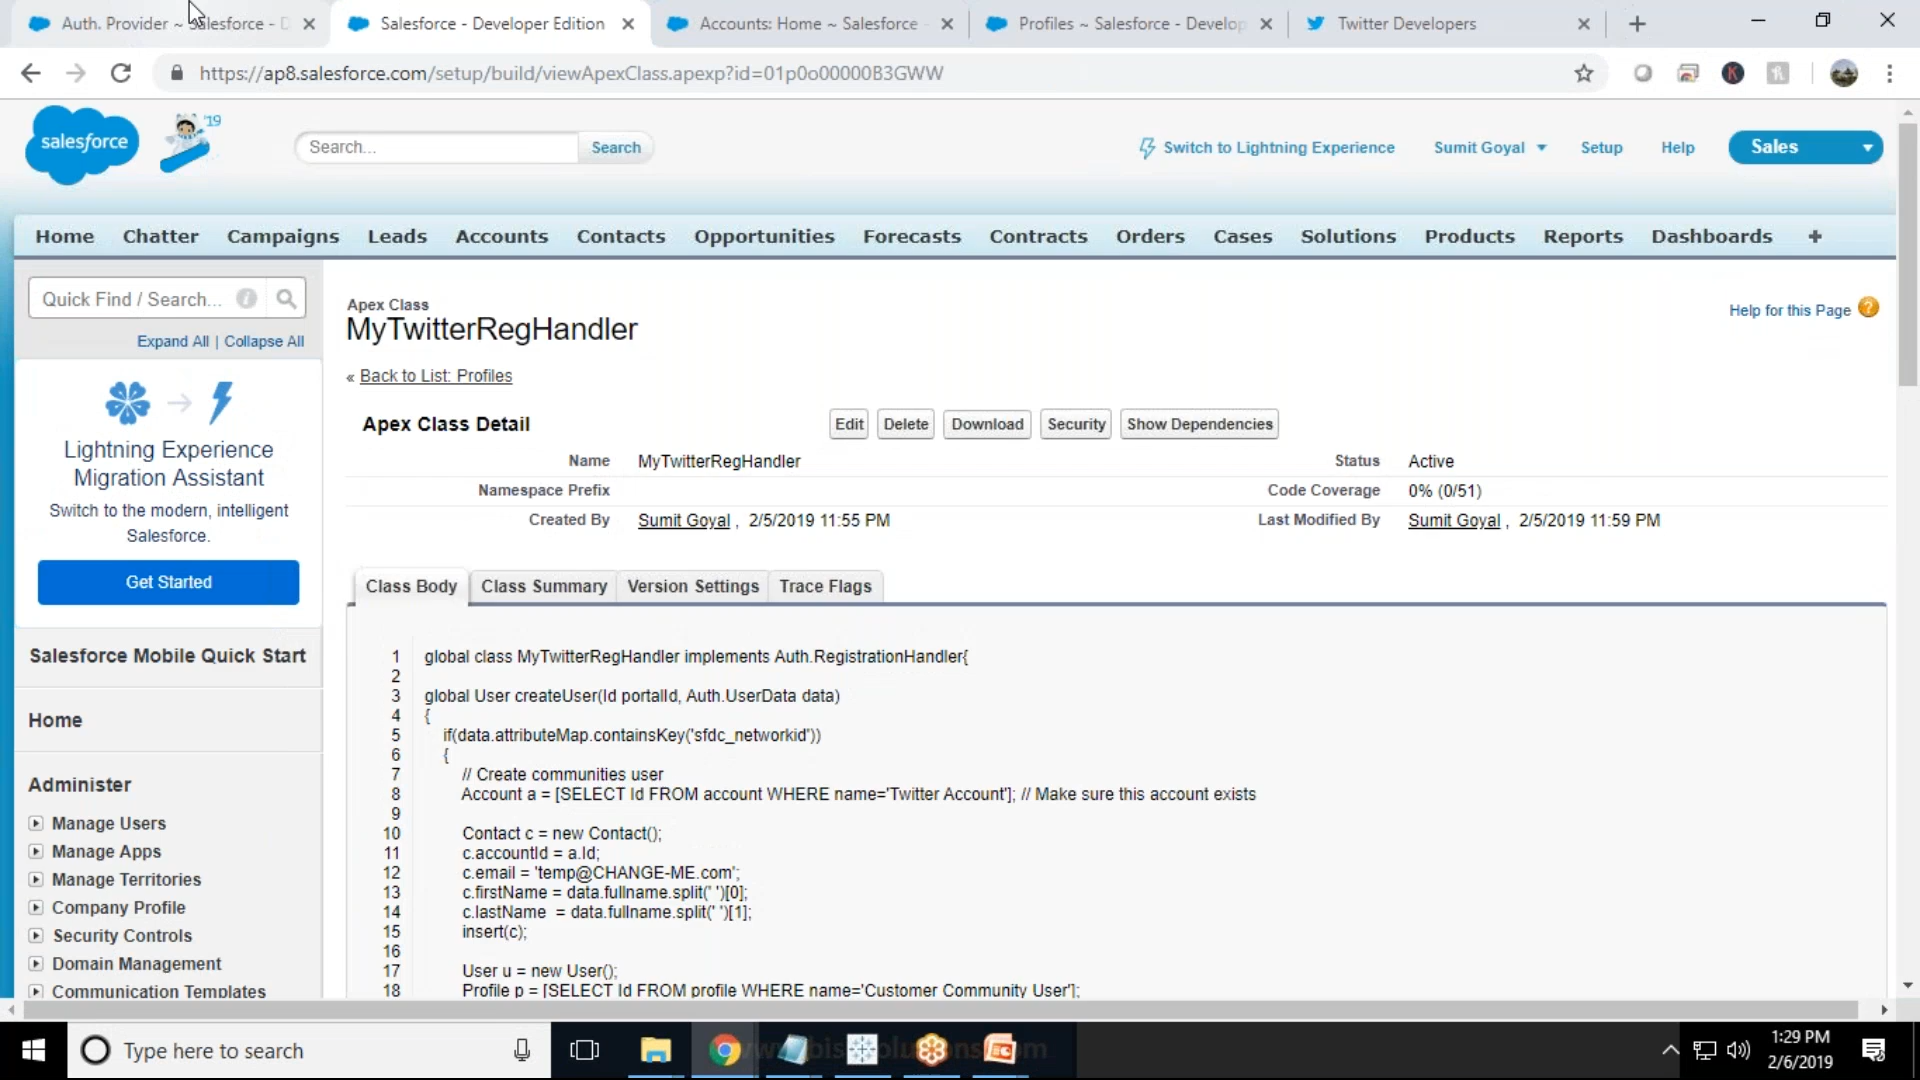 Auth. Provider ~ Salesforce - D
Salesforce - Developer Edition
Accounts: Home ~ Salesforce -
Profiles ~ Salesforce - Develop
Twitter Developers
https://ap8.salesforce.com/setup/build/viewApexClass.apexp?id=01p0o00000B3GWW
salesforce
'19
Search...
Search
Switch to Lightning Experience
Sumit Goyal
Setup
Help
Sales
Home
Chatter
Campaigns
Leads
Accounts
Contacts
Opportunities
Forecasts
Contracts
Orders
Cases
Solutions
Products
Reports
Dashboards
+
Quick Find / Search...
Expand All | Collapse All
Lightning Experience
Migration Assistant
Switch to the modern, intelligent
Salesforce.
Get Started
Salesforce Mobile Quick Start
Home
Administer
Manage Users
Manage Apps
Manage Territories
Company Profile
Security Controls
Domain Management
Communication Templates
Apex Class
MyTwitterRegHandler
Help for this Page
« Back to List: Profiles
Apex Class Detail
Edit
Delete
Download
Security
Show Dependencies
Name MyTwitterRegHandler
Status Active
Namespace Prefix
Code Coverage 0% (0/51)
Created By Sumit Goyal , 2/5/2019 11:55 PM
Last Modified By Sumit Goyal , 2/5/2019 11:59 PM
Class Body
Class Summary
Version Settings
Trace Flags
1 global class MyTwitterRegHandler implements Auth.RegistrationHandler{
2
3 global User createUser(Id portalId, Auth.UserData data)
4 {
5 if(data.attributeMap.containsKey('sfdc_networkid'))
6 {
7 // Create communities user
8 Account a = [SELECT Id FROM account WHERE name='Twitter Account']; // Make sure this account exists
9
10 Contact c = new Contact();
11 c.accountId = a.Id;
12 c.email = 'temp@CHANGE-ME.com';
13 c.firstName = data.fullname.split(' ')[0];
14 c.lastName = data.fullname.split(' ')[1];
15 insert(c);
16
17 User u = new User();
18 Profile p = [SELECT Id FROM profile WHERE name='Customer Community User'];
Type here to search
1:29 PM
2/6/2019